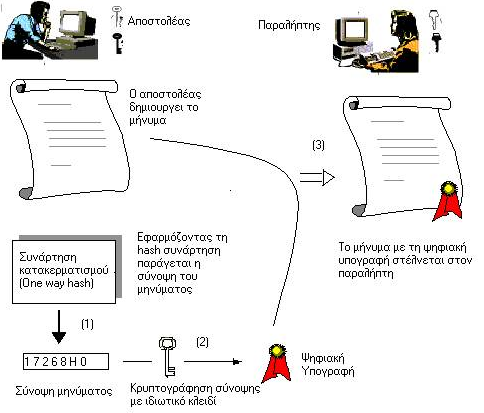 Αποστολέας
Παραλήπτης
Ο αποστολέας
δημιουργει το
μήνυμα
(3)
Συνάρτηση
κατακερματισμού
(One way hash)
Εφαρμόζοντας τη
hash συνάρτηση
παράγεται η
σύνοψη του
μηνύματος
Το μήνυμα με τη ψηφιακή
υπογραφή στέλνεται στον
παραλήπτη
(1)
(2)
17268H0
Σύνοψη μηνύματος
Κρυπτογράφηση σύνοψης
με ιδιωτικό κλειδί
Ψηφιακή
Υπογραφή